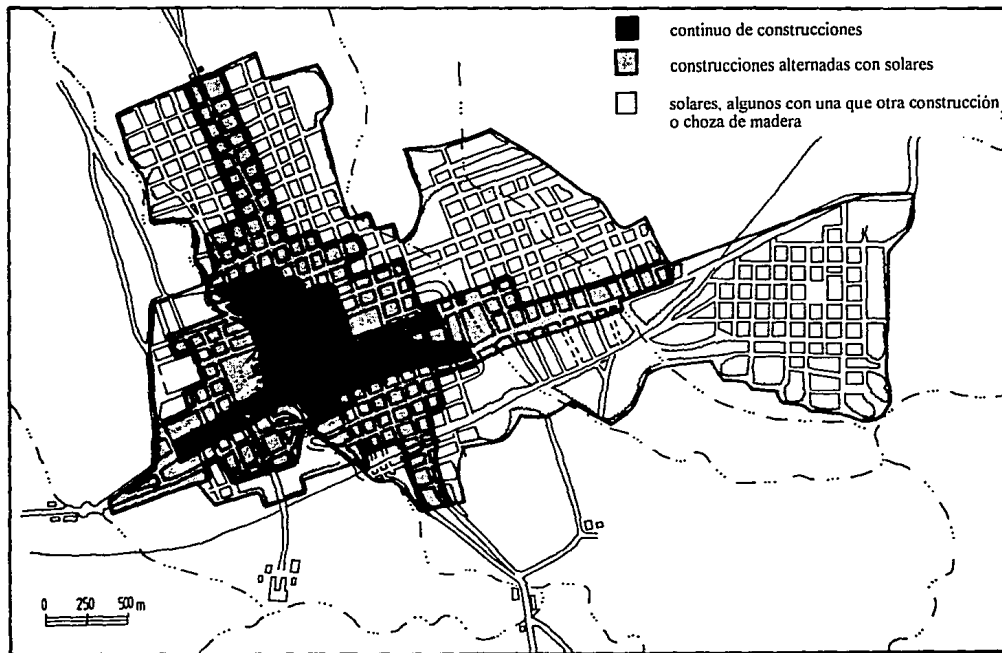 continuo de construcciones
construcciones alternadas con solares
solares, algunos con una que otra construcción
o choza de madera
0 250 500 m